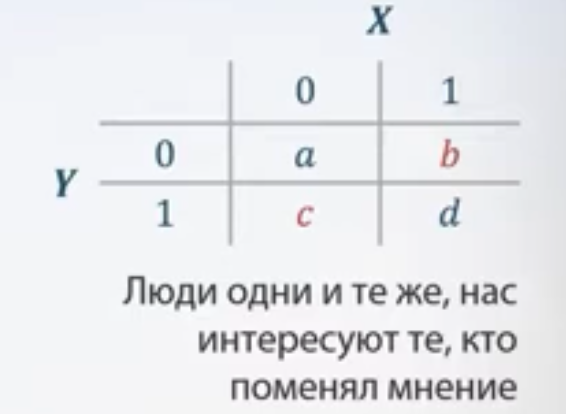 X
0 1
0 a b
Y
1 c d
Люди одни и те же, нас
интересуют те, кто
поменял мнение